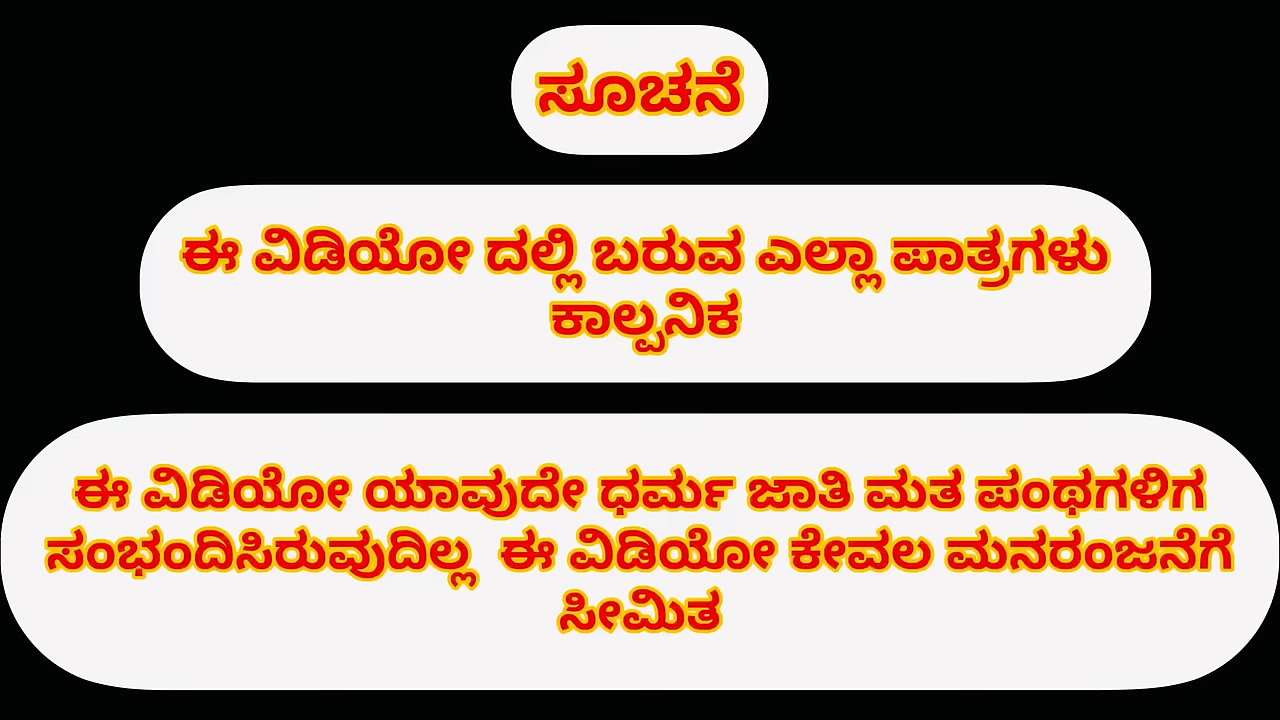 ಸೂಚನೆ
ಈ ವಿಡಿಯೋ ದಲ್ಲಿ ಬರುವ ಎಲ್ಲಾ ಪಾತ್ರಗಳು
ಕಾಲ್ಪನಿಕ
ಈ ವಿಡಿಯೋ ಯಾವುದೇ ಧರ್ಮ ಜಾತಿ ಮತ ಪಂಥಗಳಿಗ
ಸಂಭಂದಿಸಿರುವುದಿಲ್ಲ ಈ ವಿಡಿಯೋ ಕೇವಲ ಮನರಂಜನೆಗೆ
ಸೀಮಿತ